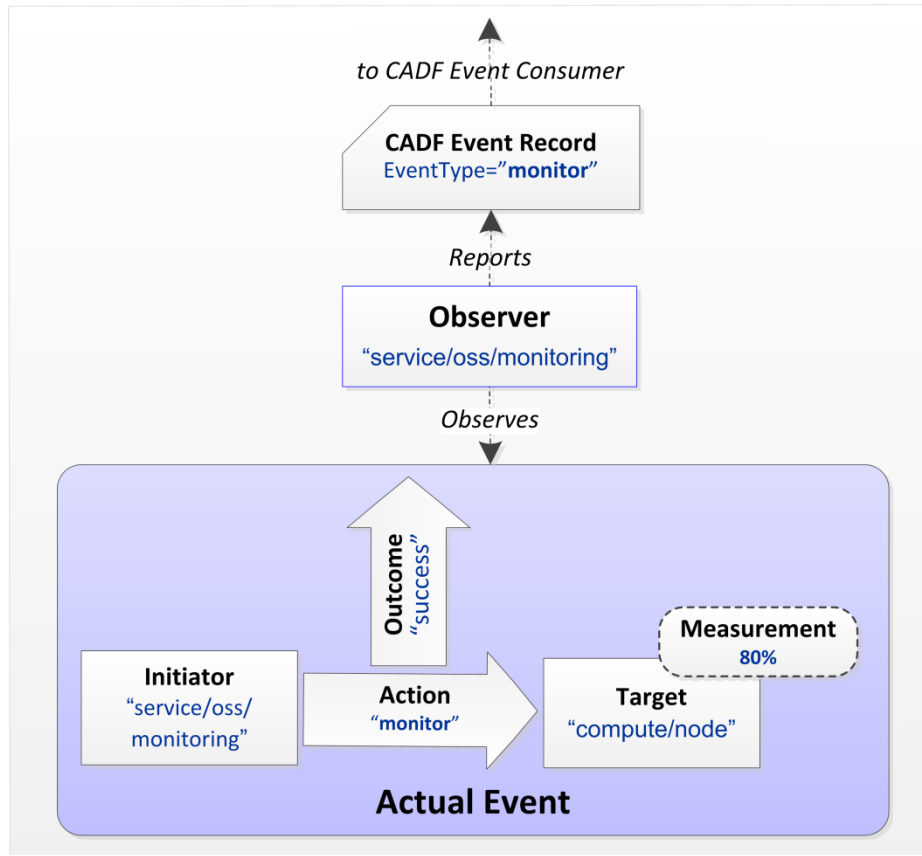 to CADF Event Consumer
CADF Event Record
EventType=”monitor”
Reports
Observer
“service/oss/monitoring”
Observes
Outcome
“success”
Measurement
80%
Initiator
“service/oss/
monitoring”
Action
“monitor”
Target
“compute/node”
Actual Event